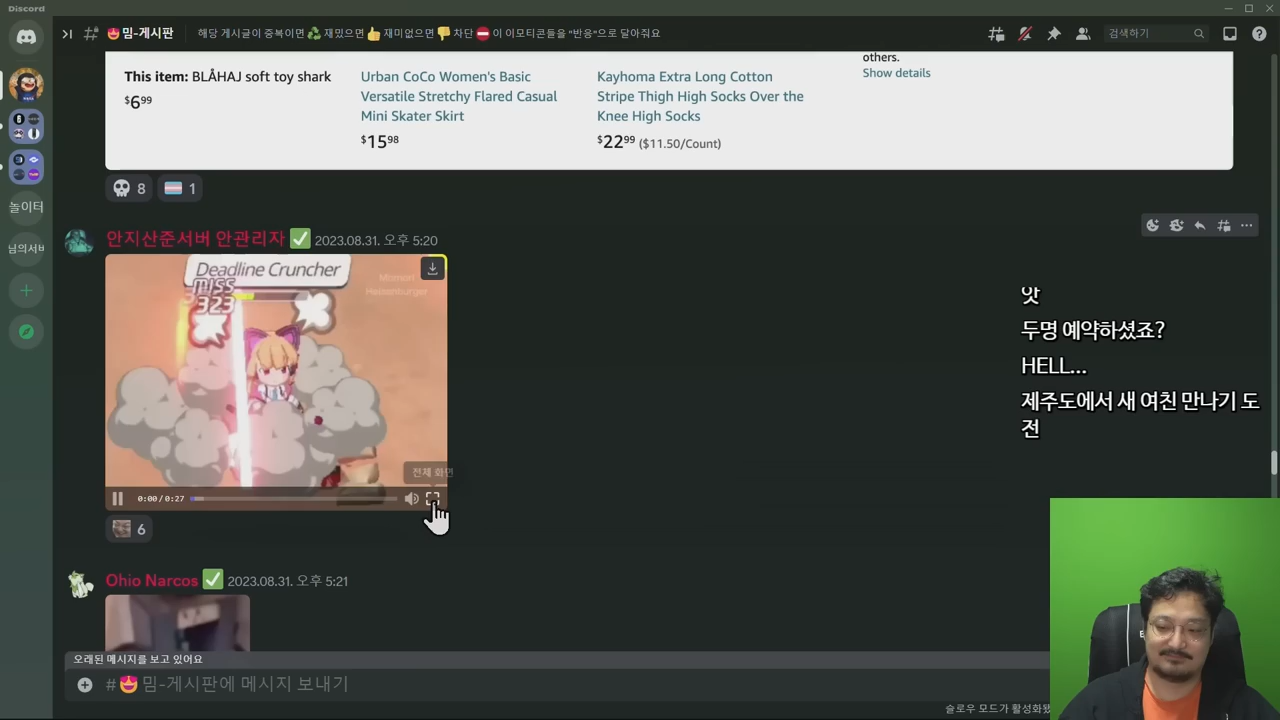 Discord
밈-게시판
해당 게시글이 중복이면 ♻ 재밌으면 👍 재미없으면 👎 차단 ⛔ 이 이모티콘들을 "반응"으로 달아줘요
검색하기
others.
Show details
This item: BLÅHAJ soft toy shark
$6⁹⁹
Urban CoCo Women's Basic
Versatile Stretchy Flared Casual
Mini Skater Skirt
$15⁹⁸
Kayhoma Extra Long Cotton
Stripe Thigh High Socks Over the
Knee High Socks
$22⁹⁹ ($11.50/Count)
8
1
놀이터
님의서버
안지산준서버 안관리자 2023.08.31. 오후 5:20
Deadline Cruncher
MISS
323
전체 화면
0:00/0:27
6
앗
두명 예약하셨죠?
HELL...
제주도에서 새 여친 만나기 도
전
Ohio Narcos 2023.08.31. 오후 5:21
오래된 메시지를 보고 있어요
#😍밈-게시판에 메시지 보내기
슬로우 모드가 활성화됐